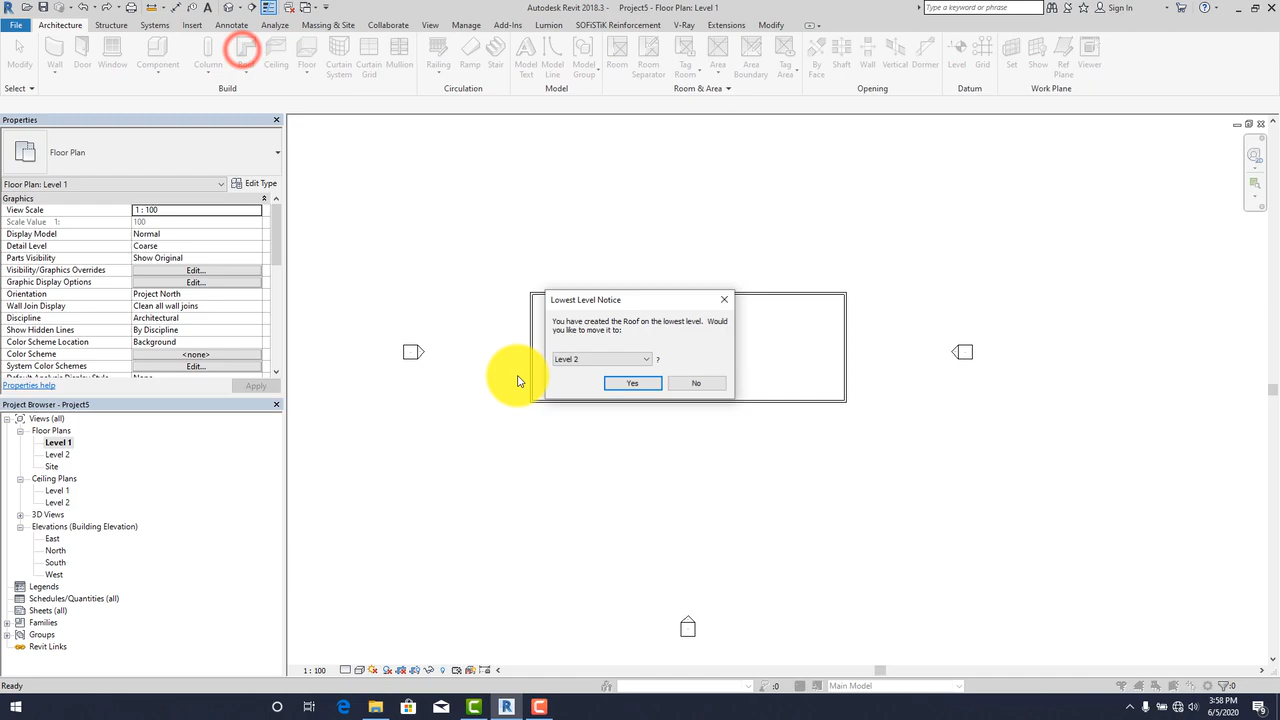 Autodesk Revit 2018.3 - Project5 - Floor Plan: Level 1
Type a keyword or phrase
Sign In
File Architecture Structure Systems Insert Annotate Analyze Massing & Site Collaborate View Manage Add-Ins Lumion SOFiSTiK Reinforcement V-Ray Extensions Modify
Modify Wall Door Window Component Column Roof Ceiling Floor Curtain System Curtain Grid Mullion Railing Ramp Stair Model Text Model Line Model Group Room Room Separator Tag Room Area Area Boundary Tag Area By Face Shaft Wall Vertical Dormer Level Grid Set Show Ref Plane Viewer
Select Build Circulation Model Room & Area Opening Datum Work Plane
Properties
Floor Plan
Floor Plan: Level 1 Edit Type
Graphics
View Scale 1 : 100
Scale Value 1: 100
Display Model Normal
Detail Level Coarse
Parts Visibility Show Original
Visibility/Graphics Overrides Edit...
Graphic Display Options Edit...
Orientation Project North
Wall Join Display Clean all wall joins
Discipline Architectural
Show Hidden Lines By Discipline
Color Scheme Location Background
Color Scheme <none>
System Color Schemes Edit...
Properties help Apply
Project Browser - Project5
Views (all)
Floor Plans
Level 1
Level 2
Site
Ceiling Plans
Level 1
Level 2
3D Views
Elevations (Building Elevation)
East
North
South
West
Legends
Schedules/Quantities (all)
Sheets (all)
Families
Groups
Revit Links
Lowest Level Notice
You have created the Roof on the lowest level. Would
you like to move it to:
Level 2 ?
Yes No
1 : 100
Ready :0 Main Model :0
3:58 PM
6/5/2020